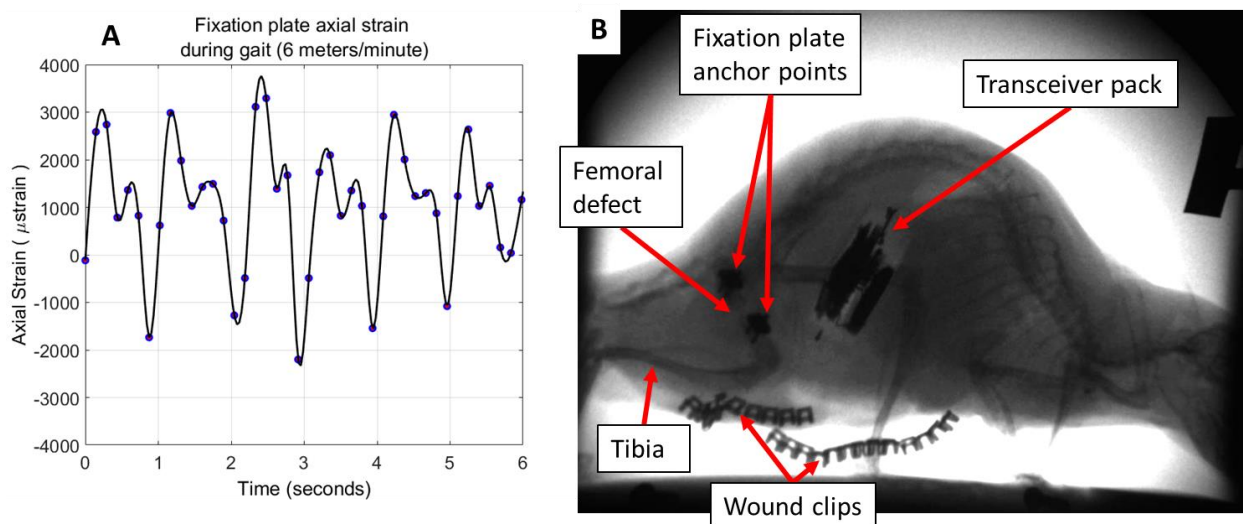 A
Fixation plate axial strain
during gait (6 meters/minute)
4000
3000
2000
1000
0
-1000
-2000
-3000
-4000
Axial Strain ( μstrain)
0
1
2
3
4
5
6
Time (seconds)
B
Fixation plate
anchor points
Transceiver pack
Femoral
defect
Tibia
Wound clips